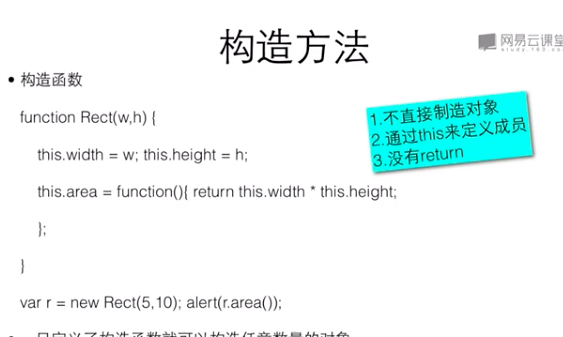 构造方法
网易云课堂
study.163.com
• 构造函数
function Rect(w,h) {
1.不直接制造对象
2.通过this来定义成员
3.没有return
this.width = w; this.height = h;
this.area = function(){ return this.width * this.height;
};
}
var r = new Rect(5,10); alert(r.area());